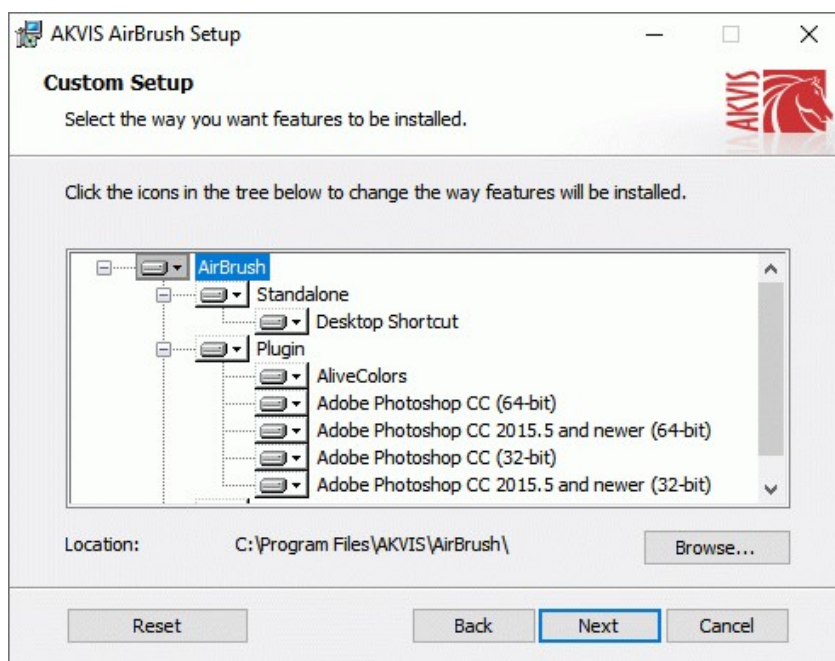 AKVIS AirBrush Setup
Custom Setup
Select the way you want features to be installed.
AKVIS
Click the icons in the tree below to change the way features will be installed.
AirBrush
Standalone
Desktop Shortcut
Plugin
AliveColors
Adobe Photoshop CC (64-bit)
Adobe Photoshop CC 2015.5 and newer (64-bit)
Adobe Photoshop CC (32-bit)
Adobe Photoshop CC 2015.5 and newer (32-bit)
Location: C:\Program Files\AKVIS\AirBrush\ Browse...
Reset Back Next Cancel